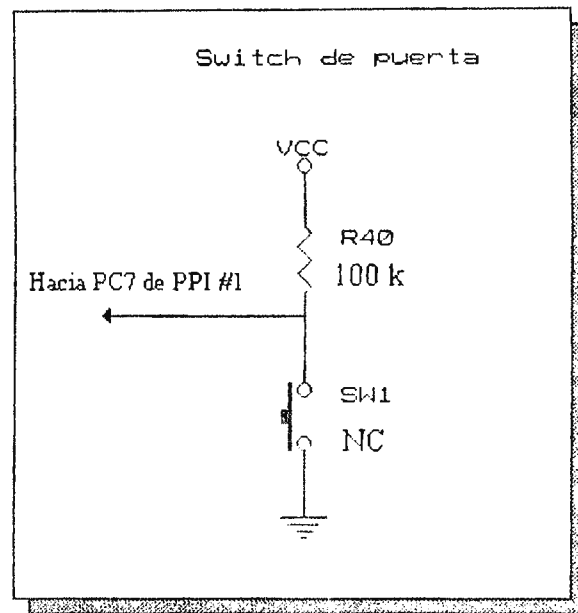 Switch de puerta
VCC
R40
100 k
Hacia PC7 de PPI #1
SW1
NC